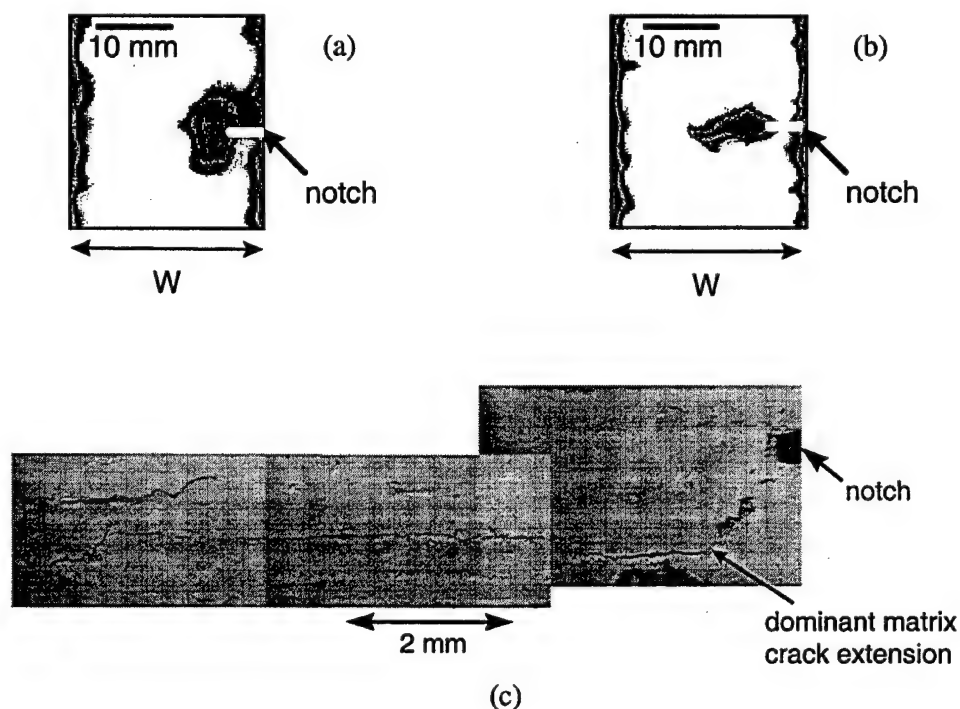 10 mm
(a)
notch
W
10 mm
(b)
notch
W
notch
2 mm
dominant matrix
crack extension
(c)